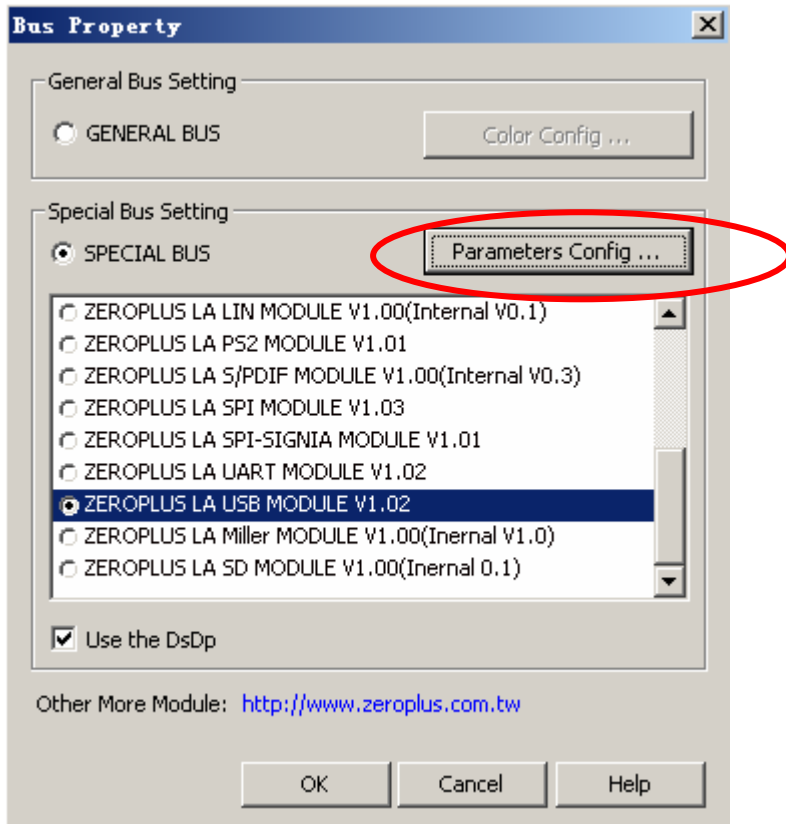 Bus Property
General Bus Setting
GENERAL BUS
Color Config ...
Special Bus Setting
SPECIAL BUS
Parameters Config ...
ZEROPLUS LA LIN MODULE V1.00(Internal V0.1)
ZEROPLUS LA PS2 MODULE V1.01
ZEROPLUS LA S/PDIF MODULE V1.00(Internal V0.3)
ZEROPLUS LA SPI MODULE V1.03
ZEROPLUS LA SPI-SIGNIA MODULE V1.01
ZEROPLUS LA UART MODULE V1.02
ZEROPLUS LA USB MODULE V1.02
ZEROPLUS LA Miller MODULE V1.00(Inernal V1.0)
ZEROPLUS LA SD MODULE V1.00(Inernal 0.1)
Use the DsDp
Other More Module: http://www.zeroplus.com.tw
OK Cancel Help